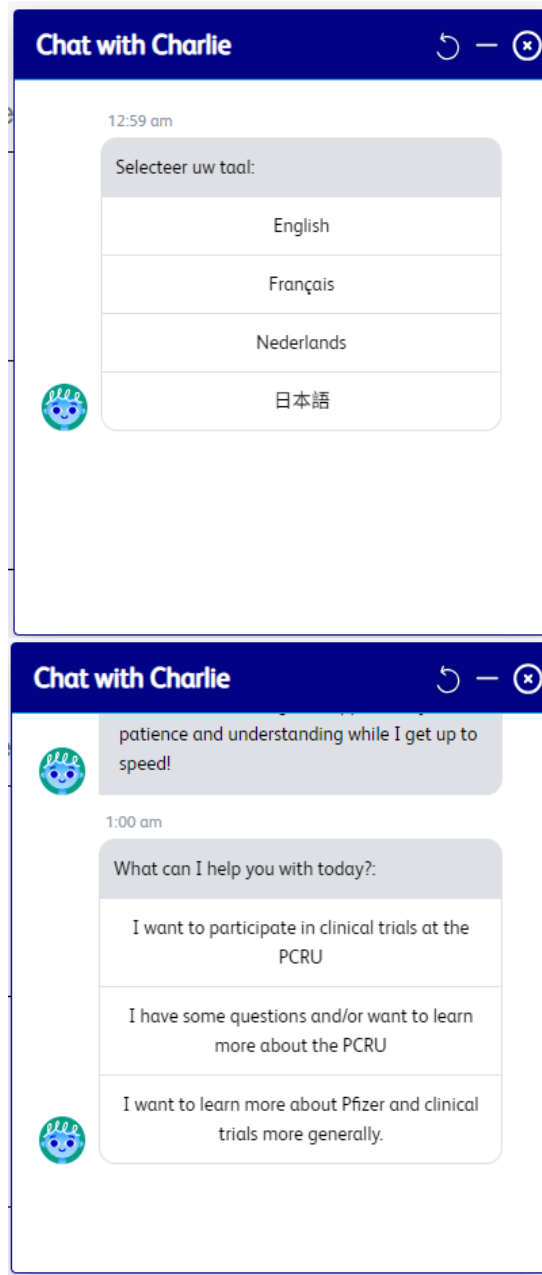 Chat with Charlie
12:59 am
Selecteer uw taal:
English
Français
Nederlands
日本語
Chat with Charlie
patience and understanding while I get up to
speed!
1:00 am
What can I help you with today?:
I want to participate in clinical trials at the
PCRU
I have some questions and/or want to learn
more about the PCRU
I want to learn more about Pfizer and clinical
trials more generally.